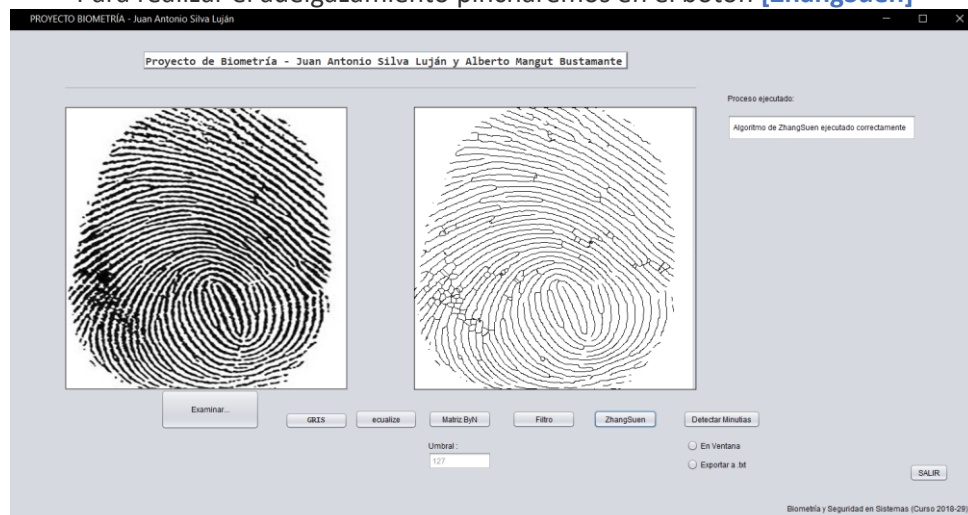 Para realizar el adelgazamiento pincharemos en el botón [ZhangSuen]
PROYECTO BIOMETRÍA - Juan Antonio Silva Luján
Proyecto de Biometría - Juan Antonio Silva Luján y Alberto Mangut Bustamante
Proceso ejecutado:
Algoritmo de ZhangSuen ejecutado correctamente
Examinar...
GRIS
ecualize
Matriz ByN
Filtro
ZhangSuen
Detectar Minutias
Umbral :
127
En Ventana
Exportar a .txt
SALIR
Biometría y Seguridad en Sistemas (Curso 2018-29)